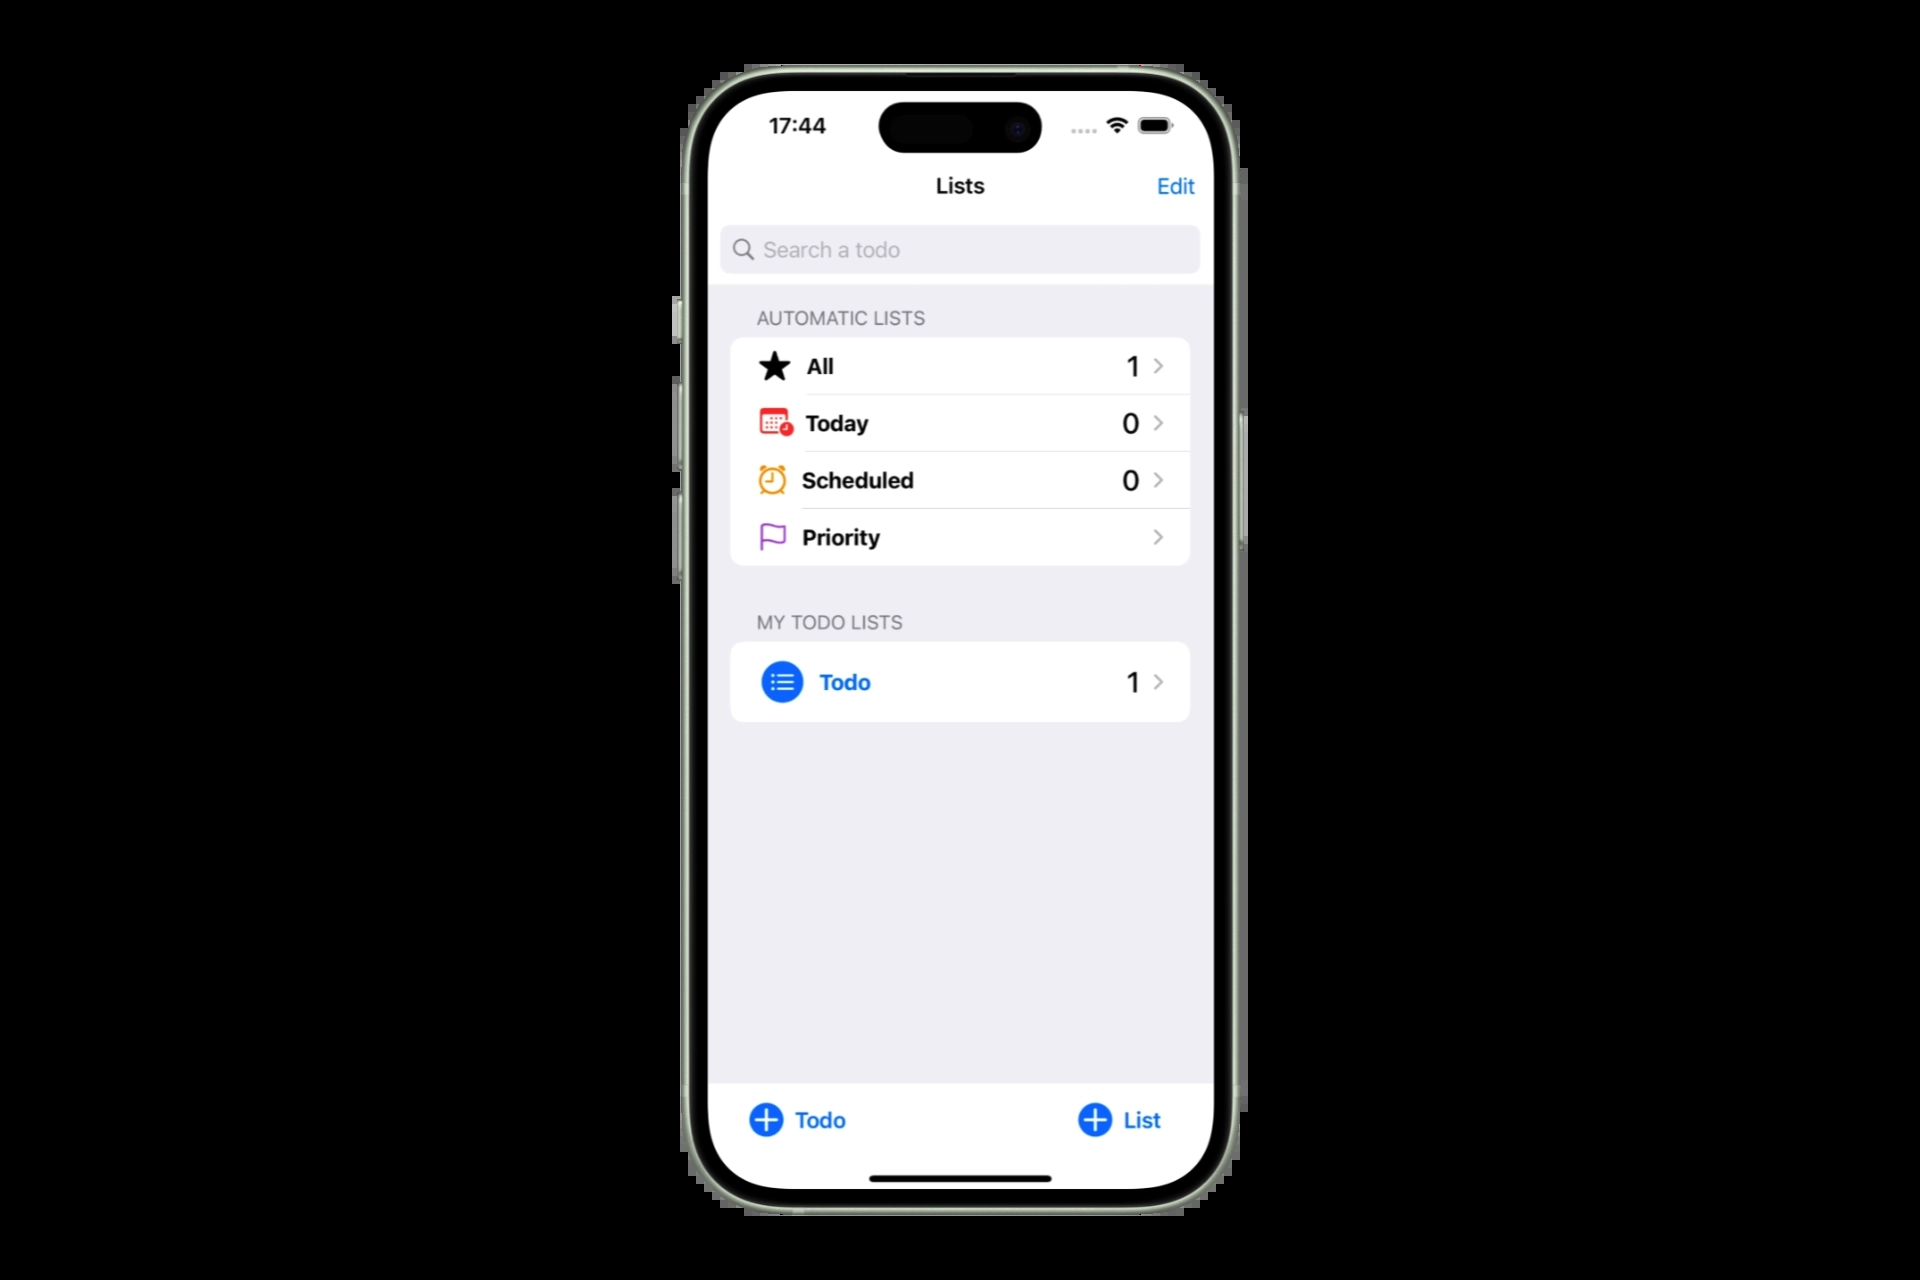 17:44
Lists
Edit
Search a todo
AUTOMATIC LISTS
All 1
Today 0
Scheduled 0
Priority
MY TODO LISTS
Todo 1
Todo
List